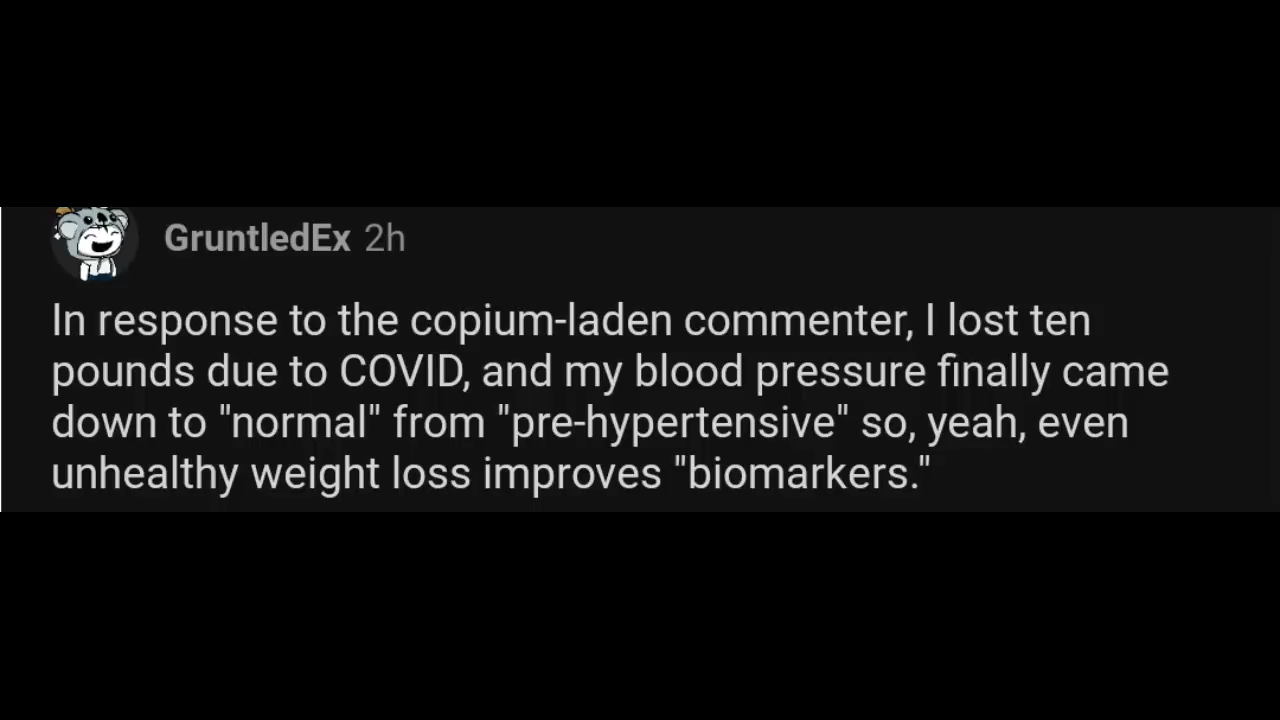 GruntledEx 2h
In response to the copium-laden commenter, I lost ten
pounds due to COVID, and my blood pressure finally came
down to "normal" from "pre-hypertensive" so, yeah, even
unhealthy weight loss improves "biomarkers."